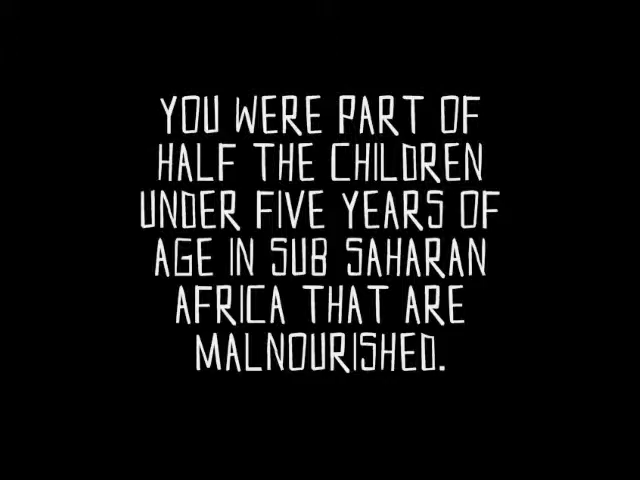 YOU WERE PART OF
HALF THE CHILDREN
UNDER FIVE YEARS OF
AGE IN SUB SAHARAN
AFRICA THAT ARE
MALNOURISHED.